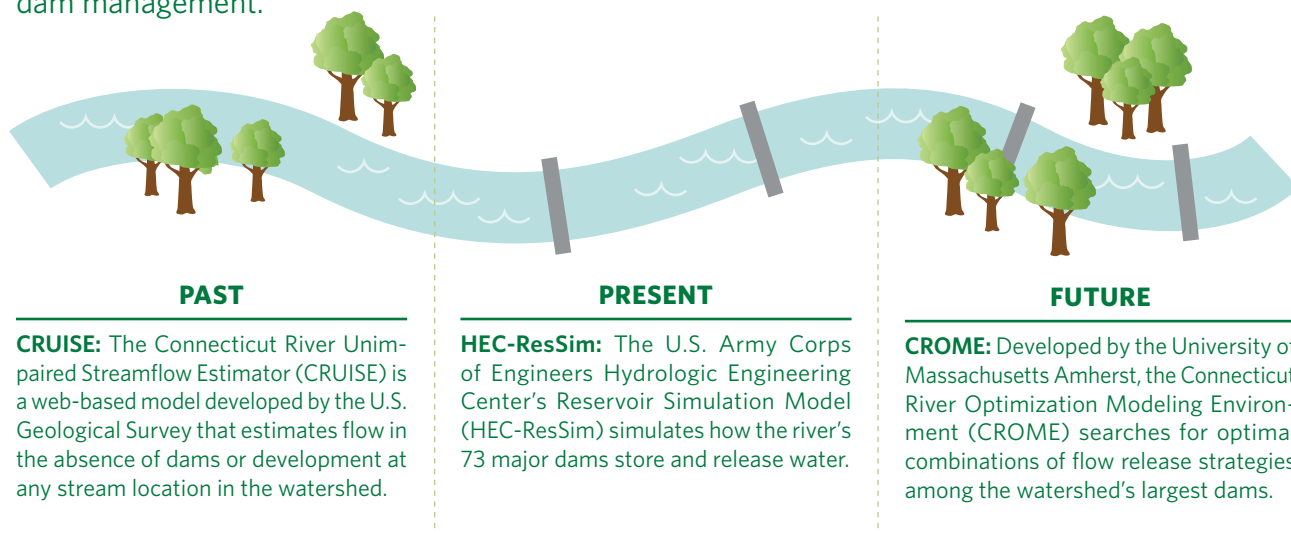 dam management.
PAST
CRUISE: The Connecticut River Unim-
paired Streamflow Estimator (CRUISE) is
a web-based model developed by the U.S.
Geological Survey that estimates flow in
the absence of dams or development at
any stream location in the watershed.
PRESENT
HEC-ResSim: The U.S. Army Corps
of Engineers Hydrologic Engineering
Center's Reservoir Simulation Model
(HEC-ResSim) simulates how the river's
73 major dams store and release water.
FUTURE
CROME: Developed by the University of
Massachusetts Amherst, the Connecticut
River Optimization Modeling Environ-
ment (CROME) searches for optimal
combinations of flow release strategies
among the watershed's largest dams.